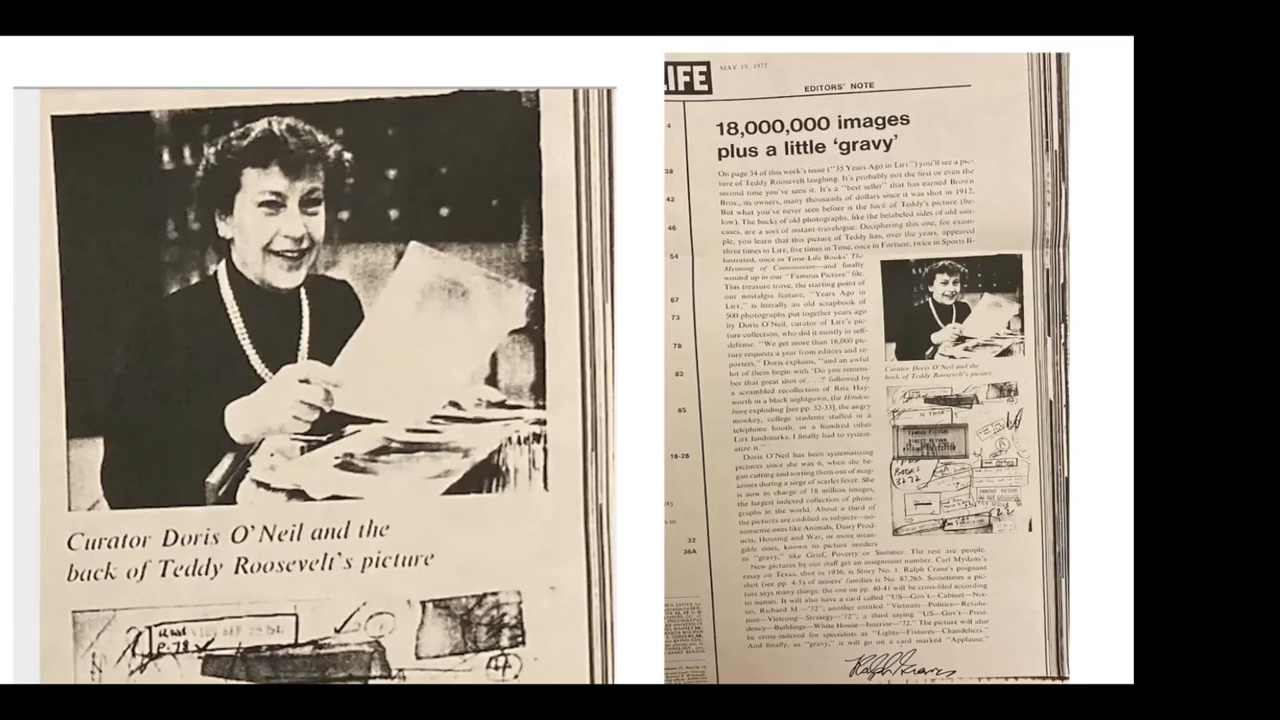 Curator Doris O'Neil and the
back of Teddy Roosevelt's picture
P-78
LIFE
MAY 19, 1972
EDITORS' NOTE
18,000,000 images
plus a little 'gravy'
On page 34 of this week's issue ("35 Years Ago in LIFE") you'll see a pic-
ture of Teddy Roosevelt laughing. It's probably not the first or even the
second time you've seen it. It's a "best seller" that has earned Brown
Bros., its owners, many thousands of dollars since it was shot in 1912.
But what you've never seen before is the back of Teddy's picture (be-
low). The backs of old photographs, like the belabeled sides of old suit-
cases, are a sort of instant-travelogue. Deciphering this one, for exam-
ple, you learn that this picture of Teddy has, over the years, appeared
three times in LIFE, five times in Time, once in Fortune, twice in Sports Il-
lustrated, once in Time-Life Books' The
Meaning of Communism—and finally
wound up in our "Famous Picture" file.
This treasure trove, the starting point of
our nostalgia feature, "Years Ago in
LIFE," is literally an old scrapbook of
500 photographs put together years ago
by Doris O'Neil, curator of LIFE's pic-
ture collection, who did it mostly in self-
defense. "We get more than 16,000 pic-
ture requests a year from editors and re-
porters," Doris explains, "and an awful
lot of them begin with 'Do you remem-
ber that great shot of . . .?' followed by
a scrambled recollection of Rita Hay-
worth in a black nightgown, the Hinden-
burg exploding [see pp. 32-33], the angry
monkey, college students stuffed in a
telephone booth, or a hundred other
LIFE landmarks. I finally had to system-
atize it."
Doris O'Neil has been systematizing
pictures since she was 6, when she be-
gan cutting and sorting them out of mag-
azines during a siege of scarlet fever. She
is now in charge of 18 million images,
the largest indexed collection of photo-
graphs in the world. About a third of
the pictures are codified as subjects—no-
nonsense ones like Animals, Dairy Prod-
ucts, Housing and War, or more intan-
gible ones, known to picture insiders
as "gravy," like Grief, Poverty or Summer. The rest are people.
New pictures by our staff get an assignment number. Carl Mydans's
essay on Texas, shot in 1936, is Story No. 1. Ralph Crane's poignant
shot (see pp. 4-5) of miners' families is No. 87,265. Sometimes a pic-
ture says many things: the one on pp. 40-41 will be cross-filed according
to names. It will also have a card called "US—Gov't—Cabinet—Nix-
on, Richard M.—'72"; another entitled "Vietnam—Politics—Revolu-
tion—Vietcong—Strategy—'72"; a third saying "US—Gov't—Presi-
dency—Buildings—White House—Interior—'72." The picture will also
be cross-indexed for specialists as "Lights—Fixtures—Chandeliers."
And finally, as "gravy," it will go on a card marked "Applause."
Curator Doris O'Neil and the
back of Teddy Roosevelt's picture
FAMOUS PICTURE
Ralph Graves
4
38
42
46
54
67
73
78
82
85
18-28
32
36A